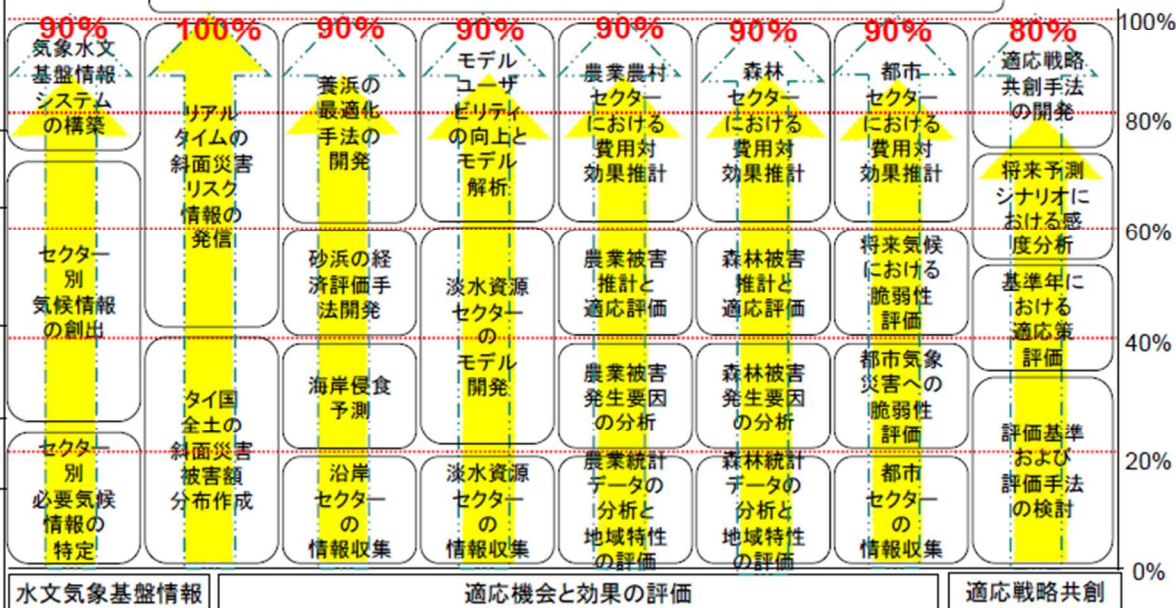 90%
気象水文
基盤情報
システム
の構築
セクター
別
気候情報
の創出
セクター
別
必要気候
情報の
特定
100%
リアル
タイムの
斜面災害
リスク
情報の
発信
タイ国
全土の
斜面災害
被害額
分布作成
90%
養浜の
最適化
手法の
開発
砂浜の経
済評価手
法開発
海岸侵食
予測
沿岸
セクター
の
情報収集
90%
モデル
ユーザ
ビリティ
の向上と
モデル
解析
淡水資源
セクター
の
モデル
開発
淡水資源
セクター
の
情報収集
90%
農業農村
セクター
における
費用対
効果推計
農業被害
推計と
適応評価
農業被害
発生要因
の分析
農業統計
データの
分析と
地域特性
の評価
90%
森林
セクター
における
費用対
効果推計
森林被害
推計と
適応評価
森林被害
発生要因
の分析
森林統計
データの
分析と
地域特性
の評価
90%
都市
セクター
における
費用対
効果推計
将来気候
における
脆弱性
評価
都市気象
災害への
脆弱性
評価
都市
セクター
の
情報収集
80%
適応戦略
共創手法
の開発
将来予測
シナリオに
おける感
度分析
基準年に
おける
適応策
評価
評価基準
および
評価手法
の検討
100%
80%
60%
40%
20%
0%
水文気象基盤情報
適応機会と効果の評価
適応戦略共創